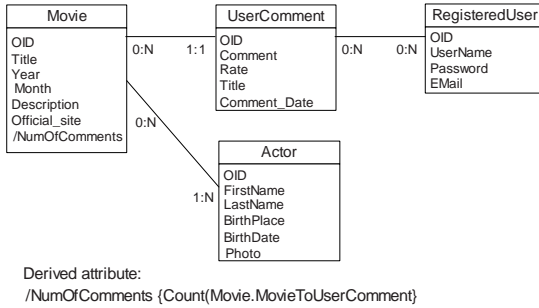 Movie
OID
Title
Year
Month
Description
Official_site
/NumOfComments
0:N
1:1
UserComment
OID
Comment
Rate
Title
Comment_Date
0:N
0:N
RegisteredUser
OID
UserName
Password
EMail
0:N
1:N
Actor
OID
FirstName
LastName
BirthPlace
BirthDate
Photo
Derived attribute:
/NumOfComments {Count(Movie.MovieToUserComment}